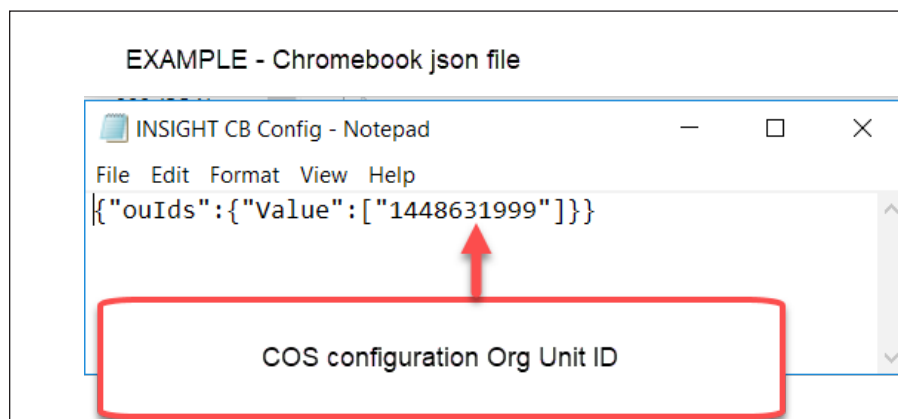 EXAMPLE - Chromebook json file
INSIGHT CB Config - Notepad
File Edit Format View Help
{"ouIds":{"Value":["1448631999"]}}
COS configuration Org Unit ID